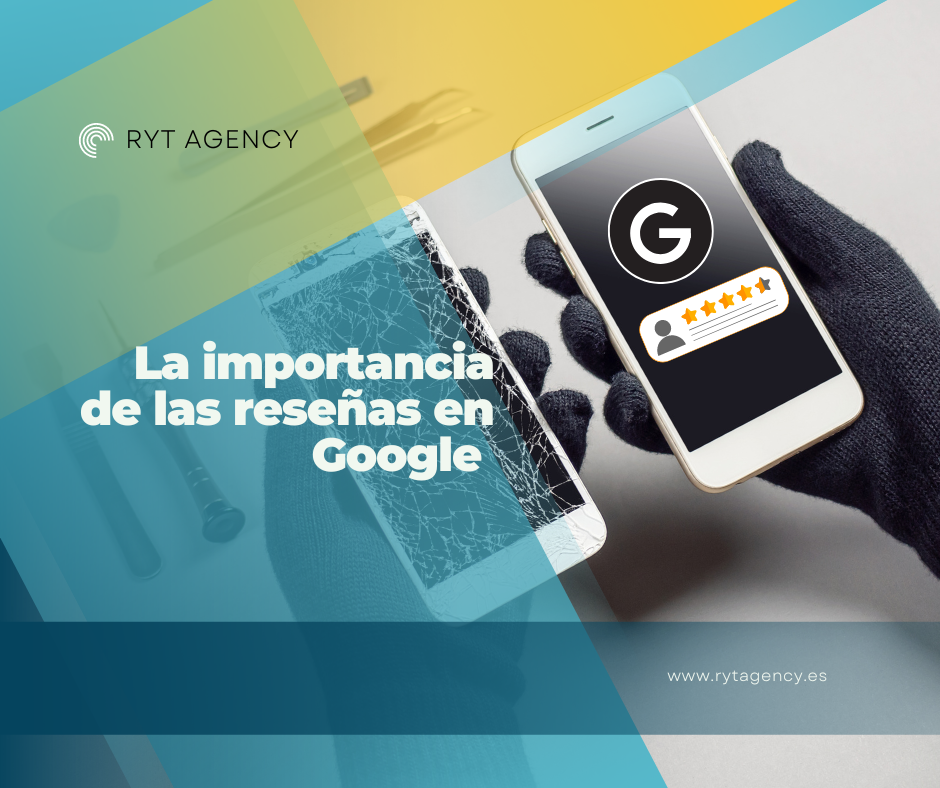 RYT AGENCY
G
La importancia
de las reseñas en
Google
www.rytagency.es